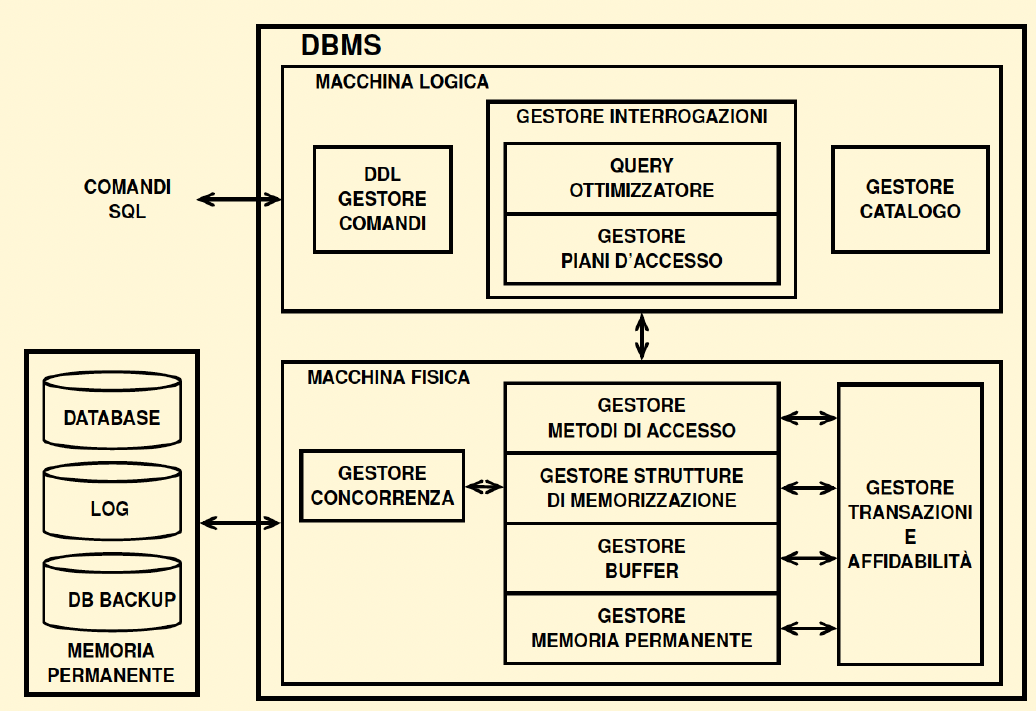 DBMS
MACCHINA LOGICA
GESTORE INTERROGAZIONI
DDL
GESTORE
COMANDI
QUERY
OTTIMIZZATORE
GESTORE
PIANI D'ACCESSO
GESTORE
CATALOGO
COMANDI
SQL
MACCHINA FISICA
GESTORE
METODI DI ACCESSO
GESTORE STRUTTURE
DI MEMORIZZAZIONE
GESTORE
BUFFER
GESTORE
MEMORIA PERMANENTE
GESTORE
CONCORRENZA
GESTORE
TRANSAZIONI
E
AFFIDABILITÀ
DATABASE
LOG
DB BACKUP
MEMORIA
PERMANENTE